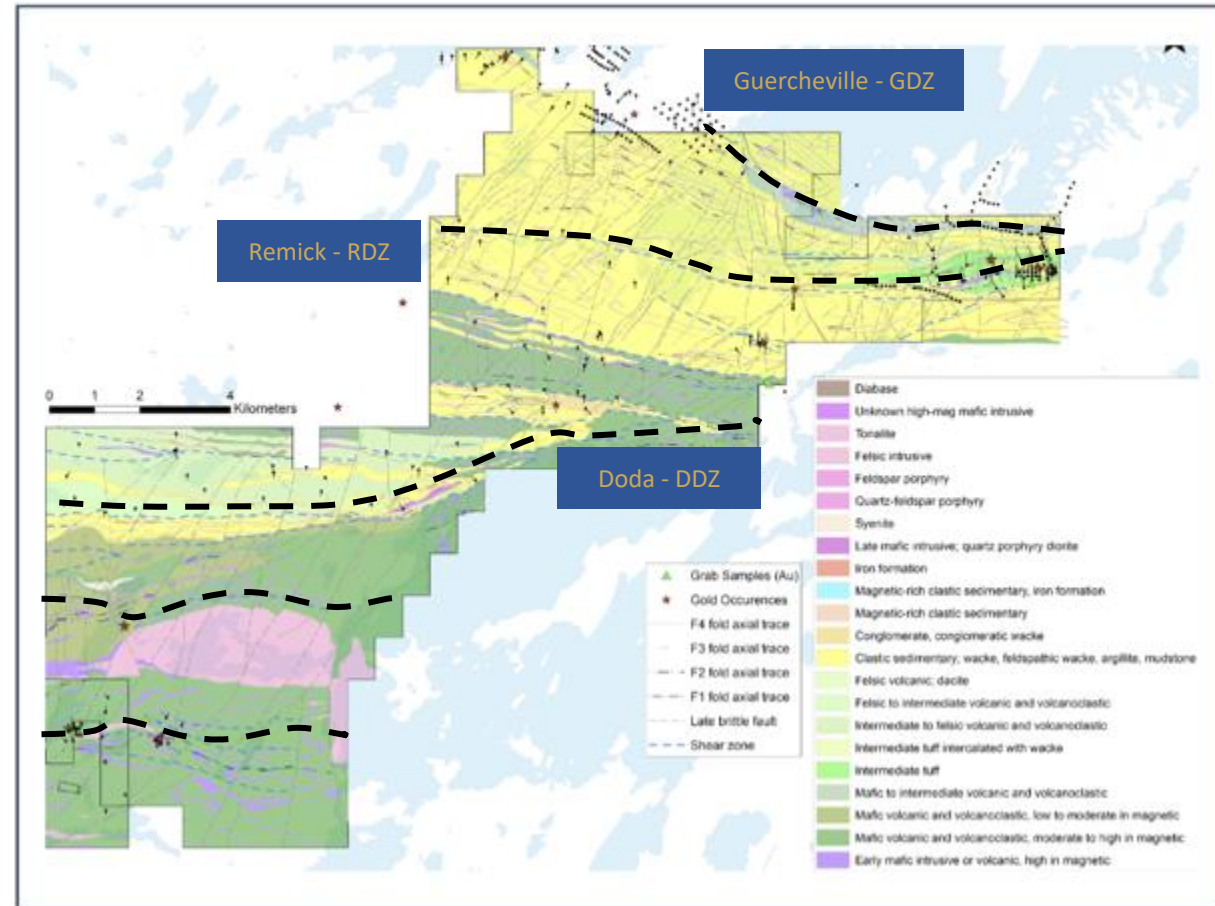 Guercheville - GDZ
Remick - RDZ
Doda - DDZ
0 2 4
Kilometers
Grab Samples (Au)
Gold Occurences
F4 fold axial trace
F3 fold axial trace
F2 fold axial trace
F1 fold axial trace
Late brittle fault
Shear zone
Diabase
Unknown high-mag mafic intrusive
Tonalite
Felsic intrusive
Feldspar porphyry
Quartz-feldspar porphyry
Syenite
Late mafic intrusive; quartz porphyry diorite
Iron formation
Magnetic-rich clastic sedimentary, iron formation
Magnetic-rich clastic sedimentary
Conglomerate, conglomeratic wacke
Clastic sedimentary, wacke, feldspathic wacke, argillite, mudstone
Felsic volcanic; dacite
Felsic to intermediate volcanic and volcanoclastic
Intermediate to felsic volcanic and volcanoclastic
Intermediate tuff intercalated with wacke
Intermediate tuff
Mafic to intermediate volcanic and volcanoclastic
Mafic volcanic and volcanoclastic, low to moderate in magnetic
Mafic volcanic and volcanoclastic, moderate to high in magnetic
Early mafic intrusive or volcanic, high in magnetic